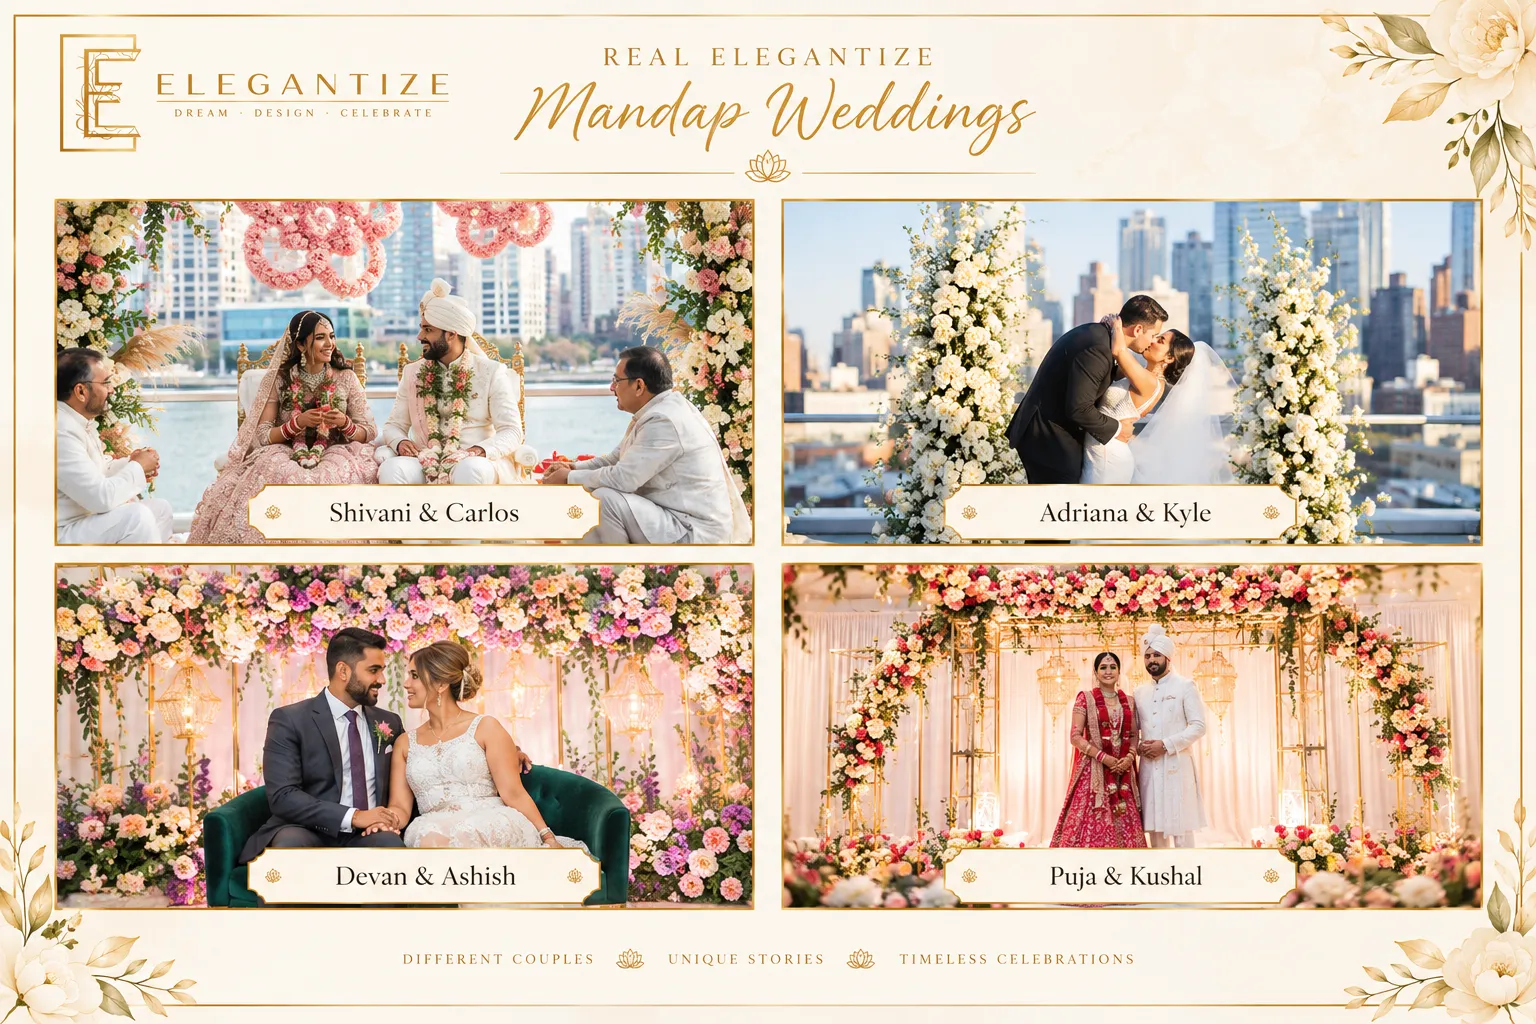 ELEGANTIZE
DREAM · DESIGN · CELEBRATE
REAL ELEGANTIZE
Mandap Weddings
Shivani & Carlos
Adriana & Kyle
Devan & Ashish
Puja & Kushal
DIFFERENT COUPLES UNIQUE STORIES TIMELESS CELEBRATIONS